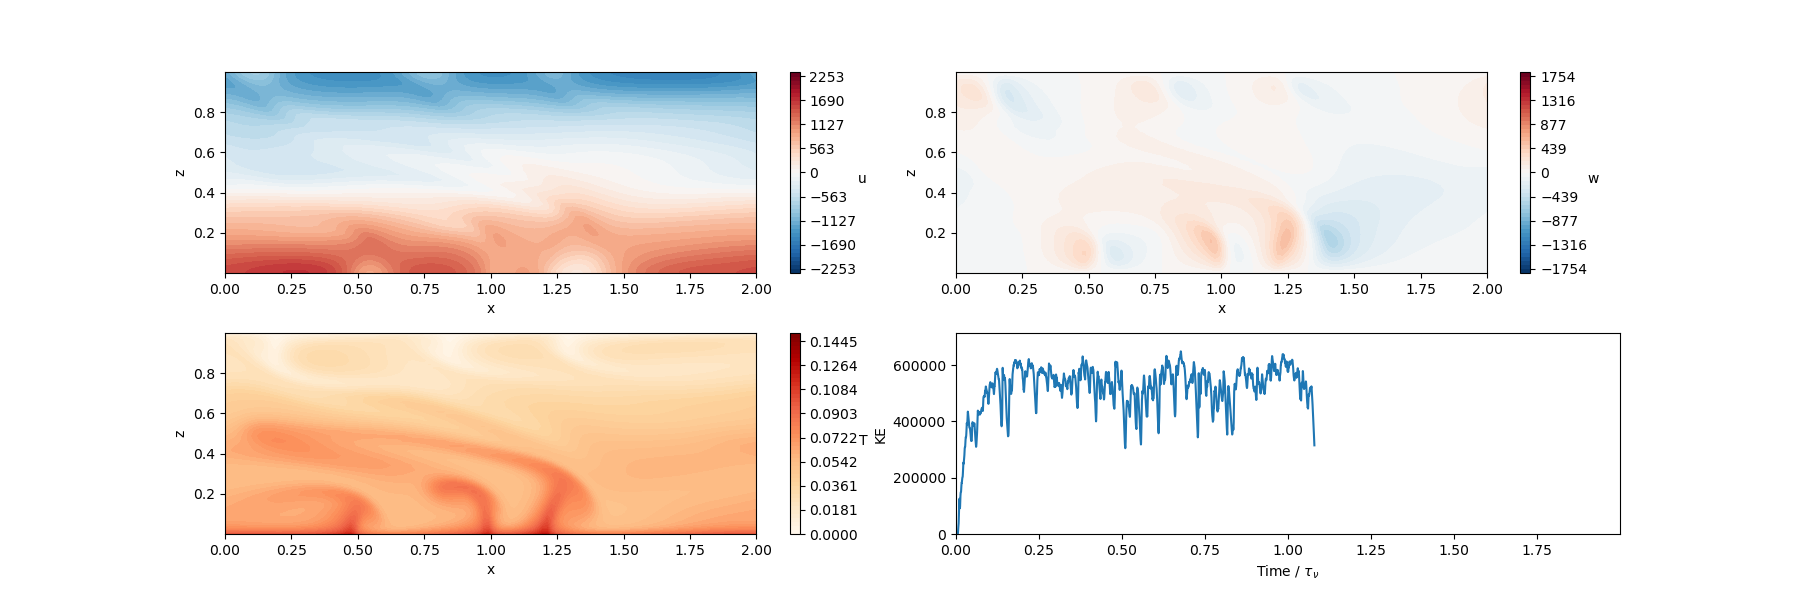 0.8
0.6
0.4
0.2
z
0.00 0.25 0.50 0.75 1.00 1.25 1.50 1.75 2.00
x
2253
1690
1127
563
0
−563
−1127
−1690
−2253
u
0.8
0.6
0.4
0.2
z
0.00 0.25 0.50 0.75 1.00 1.25 1.50 1.75 2.00
x
1754
1316
877
439
0
−439
−877
−1316
−1754
w
0.8
0.6
0.4
0.2
z
0.00 0.25 0.50 0.75 1.00 1.25 1.50 1.75 2.00
x
0.1445
0.1264
0.1084
0.0903
0.0722
0.0542
0.0361
0.0181
0.0000
T
600000
400000
200000
0
KE
0.00 0.25 0.50 0.75 1.00 1.25 1.50 1.75
Time / τν